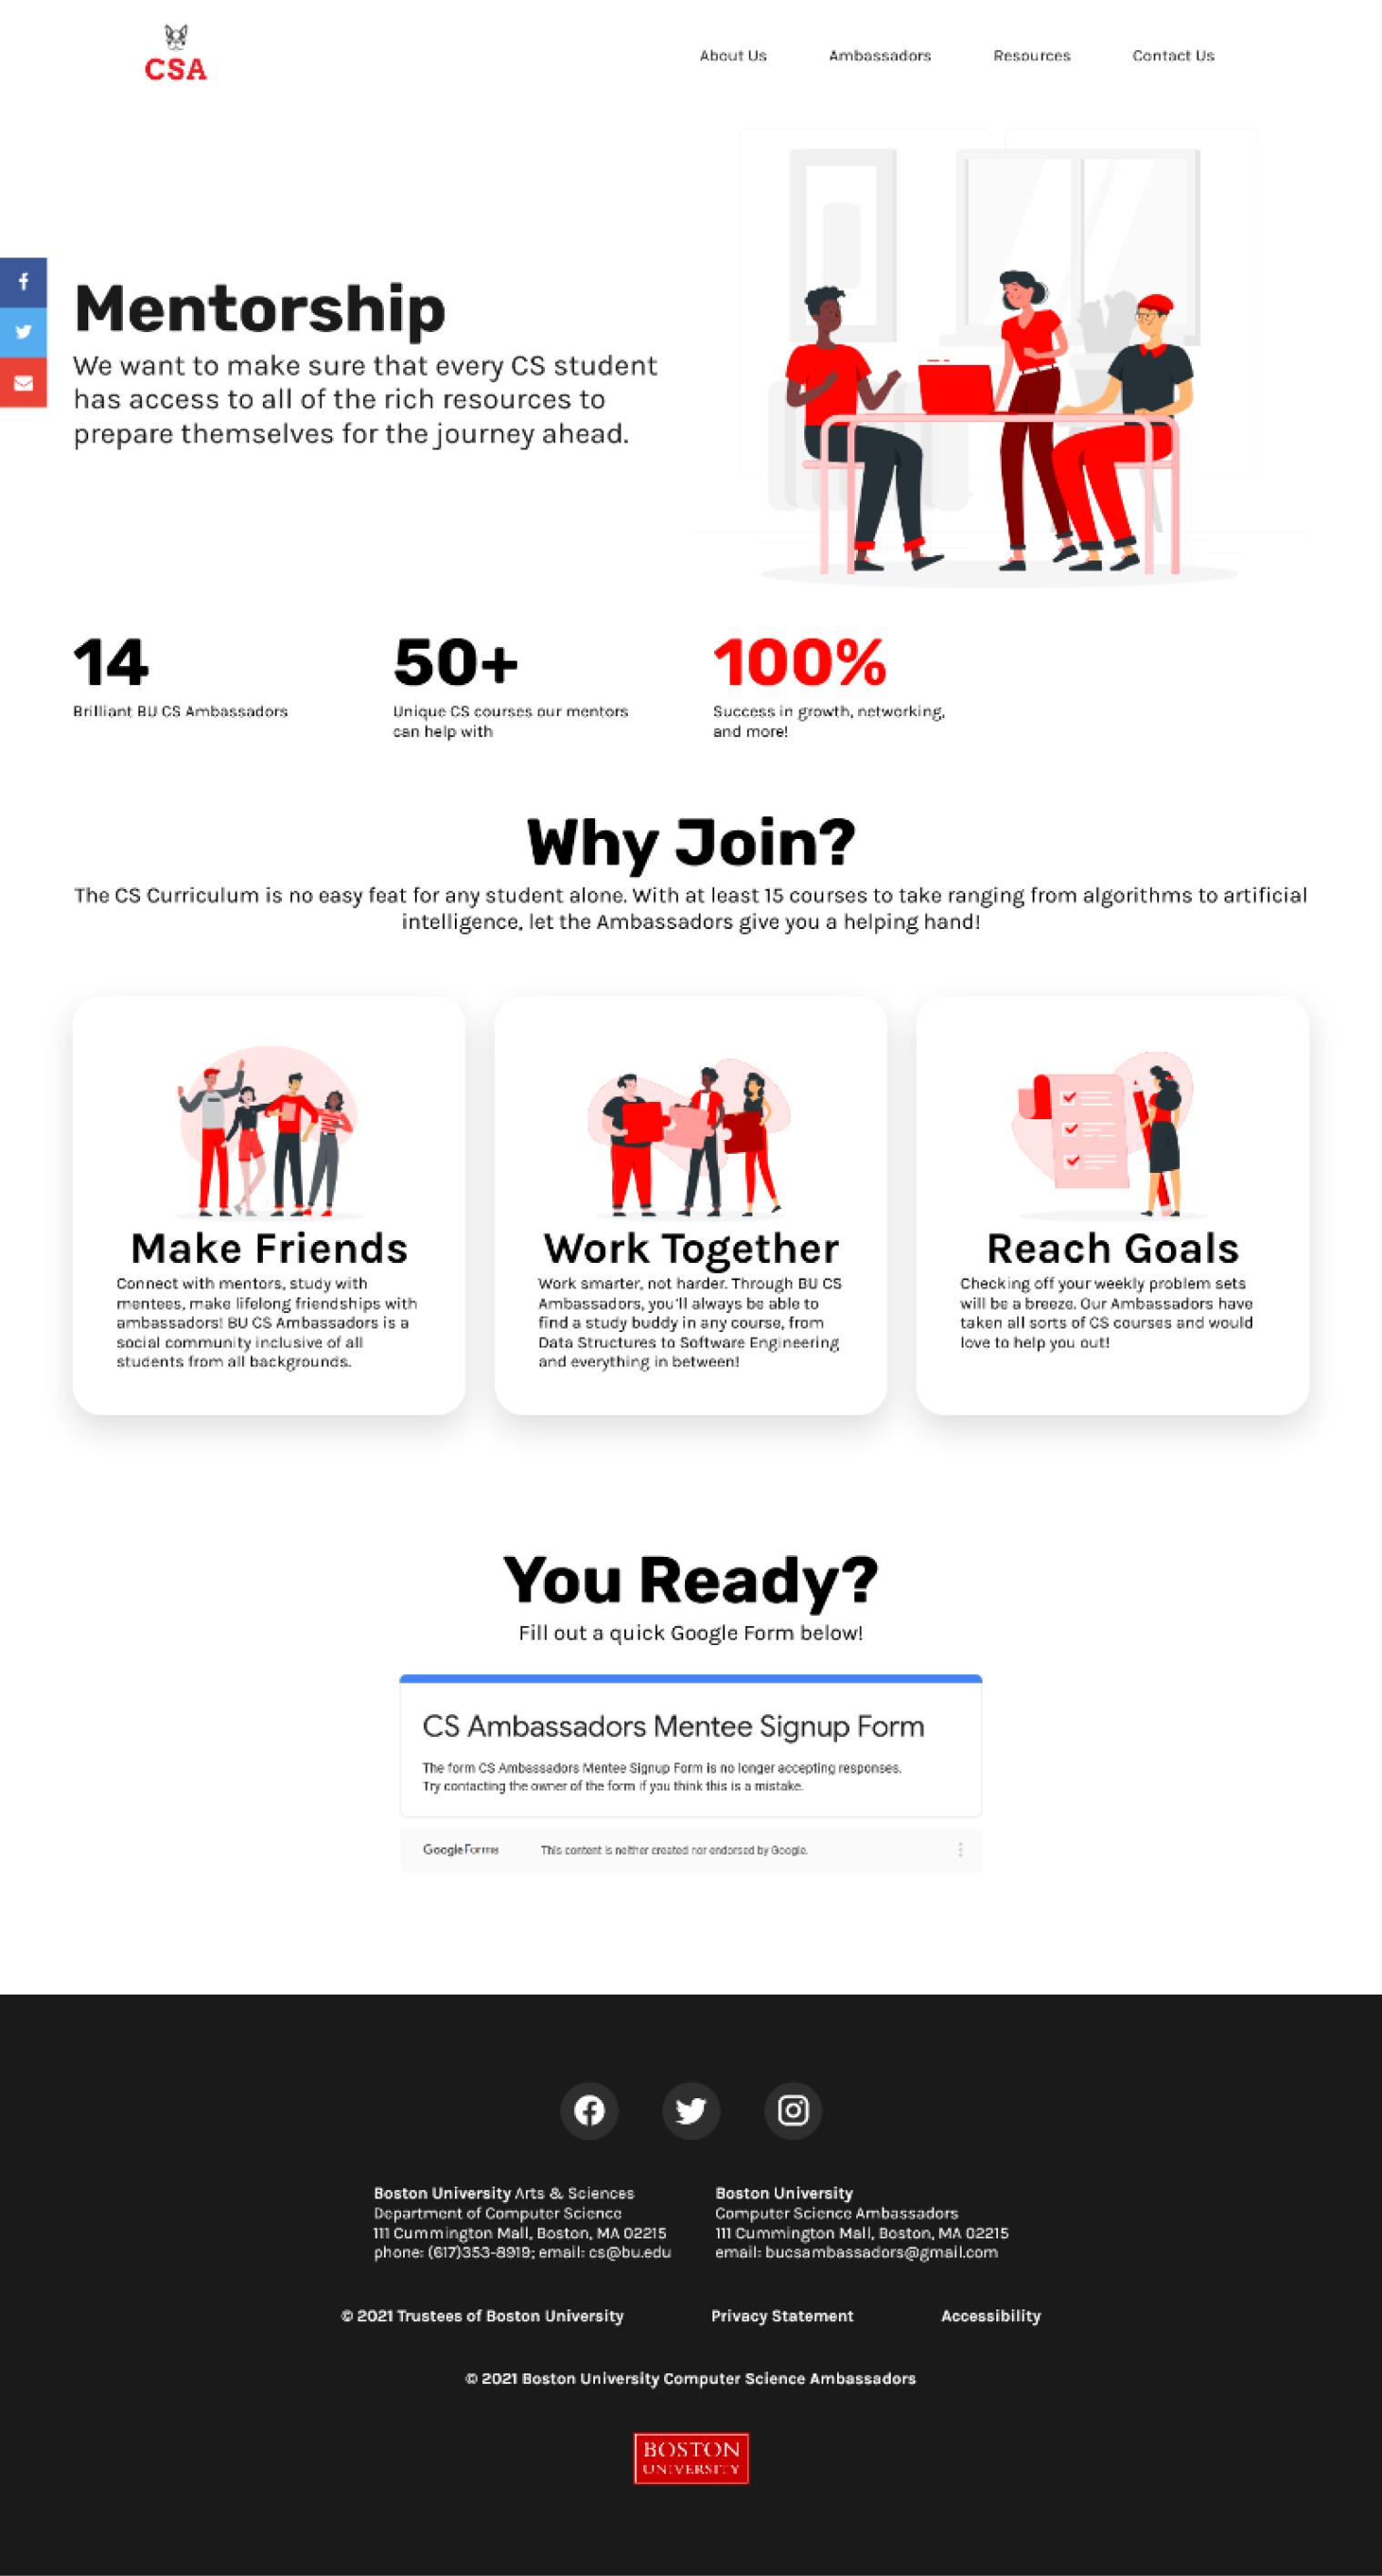 CSA
About Us
Ambassadors
Resources
Contact Us
Mentorship
We want to make sure that every CS student
has access to all of the rich resources to
prepare themselves for the journey ahead.
14
Brilliant BU CS Ambassadors
50+
Unique CS courses our mentors
can help with
100%
Success in growth, networking,
and more!
Why Join?
The CS Curriculum is no easy feat for any student alone. With at least 15 courses to take ranging from algorithms to artificial
intelligence, let the Ambassadors give you a helping hand!
Make Friends
Connect with mentors, study with
mentees, make lifelong friendships with
ambassadors! BU CS Ambassadors is a
social community inclusive of all
students from all backgrounds.
Work Together
Work smarter, not harder. Through BU CS
Ambassadors, you'll always be able to
find a study buddy in any course, from
Data Structures to Software Engineering
and everything in between!
Reach Goals
Checking off your weekly problem sets
will be a breeze. Our Ambassadors have
taken all sorts of CS courses and would
love to help you out!
You Ready?
Fill out a quick Google Form below!
CS Ambassadors Mentee Signup Form
The form CS Ambassadors Mentee Signup Form is no longer accepting responses.
Try contacting the owner of the form if you think this is a mistake.
Google Forms
This content is neither created nor endorsed by Google.
Boston University Arts & Sciences
Department of Computer Science
111 Cummington Mall, Boston, MA 02215
phone: (617)353-8919; email: cs@bu.edu
Boston University
Computer Science Ambassadors
111 Cummington Mall, Boston, MA 02215
email: bucsambassadors@gmail.com
© 2021 Trustees of Boston University
Privacy Statement
Accessibility
© 2021 Boston University Computer Science Ambassadors
BOSTON
UNIVERSITY